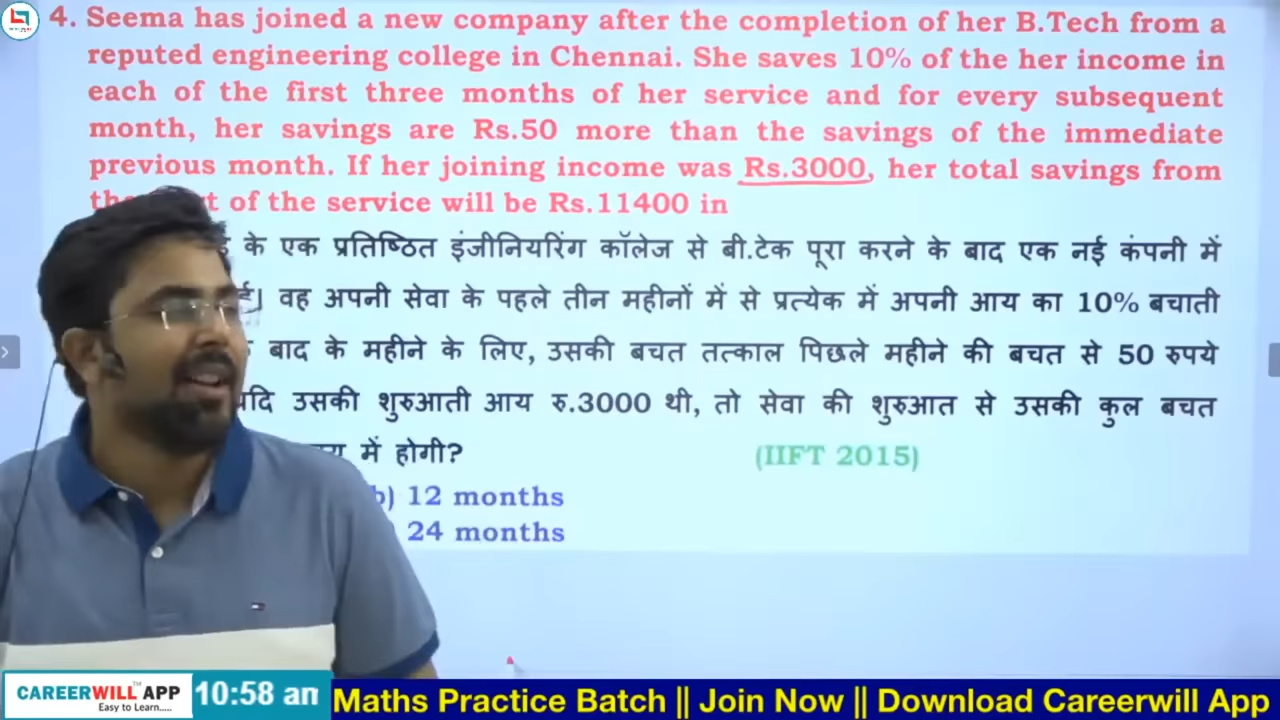 4. Seema has joined a new company after the completion of her B.Tech from a
reputed engineering college in Chennai. She saves 10% of the her income in
each of the first three months of her service and for every subsequent
month, her savings are Rs.50 more than the savings of the immediate
previous month. If her joining income was Rs.3000, her total savings from
of the service will be Rs.11400 in
के एक प्रतिष्ठित इंजीनियरिंग कॉलेज से बी.टेक पूरा करने के बाद एक नई कंपनी में
वह अपनी सेवा के पहले तीन महीनों में से प्रत्येक में अपनी आय का 10% बचाती
बाद के महीने के लिए, उसकी बचत तत्काल पिछले महीने की बचत से 50 रुपये
यदि उसकी शुरुआती आय रु.3000 थी, तो सेवा की शुरुआत से उसकी कुल बचत
में होगी? (IIFT 2015)
b) 12 months
24 months
CAREERWILL APP
Easy to Learn.....
10:58 am
Maths Practice Batch || Join Now || Download Careerwill App